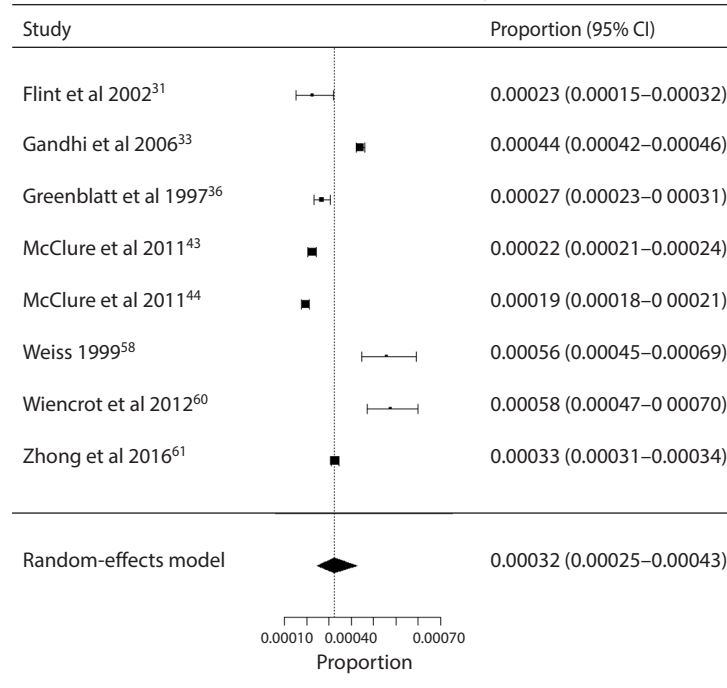 Study Proportion (95% CI)
Flint et al 2002³¹ 0.00023 (0.00015–0.00032)
Gandhi et al 2006³³ 0.00044 (0.00042–0.00046)
Greenblatt et al 1997³⁶ 0.00027 (0.00023–0 00031)
McClure et al 2011⁴³ 0.00022 (0.00021–0.00024)
McClure et al 2011⁴⁴ 0.00019 (0.00018–0 00021)
Weiss 1999⁵⁸ 0.00056 (0.00045–0.00069)
Wiencrot et al 2012⁶⁰ 0.00058 (0.00047–0 00070)
Zhong et al 2016⁶¹ 0.00033 (0.00031–0.00034)
Random-effects model 0.00032 (0.00025–0.00043)
0.00010 0.00040 0.00070
Proportion